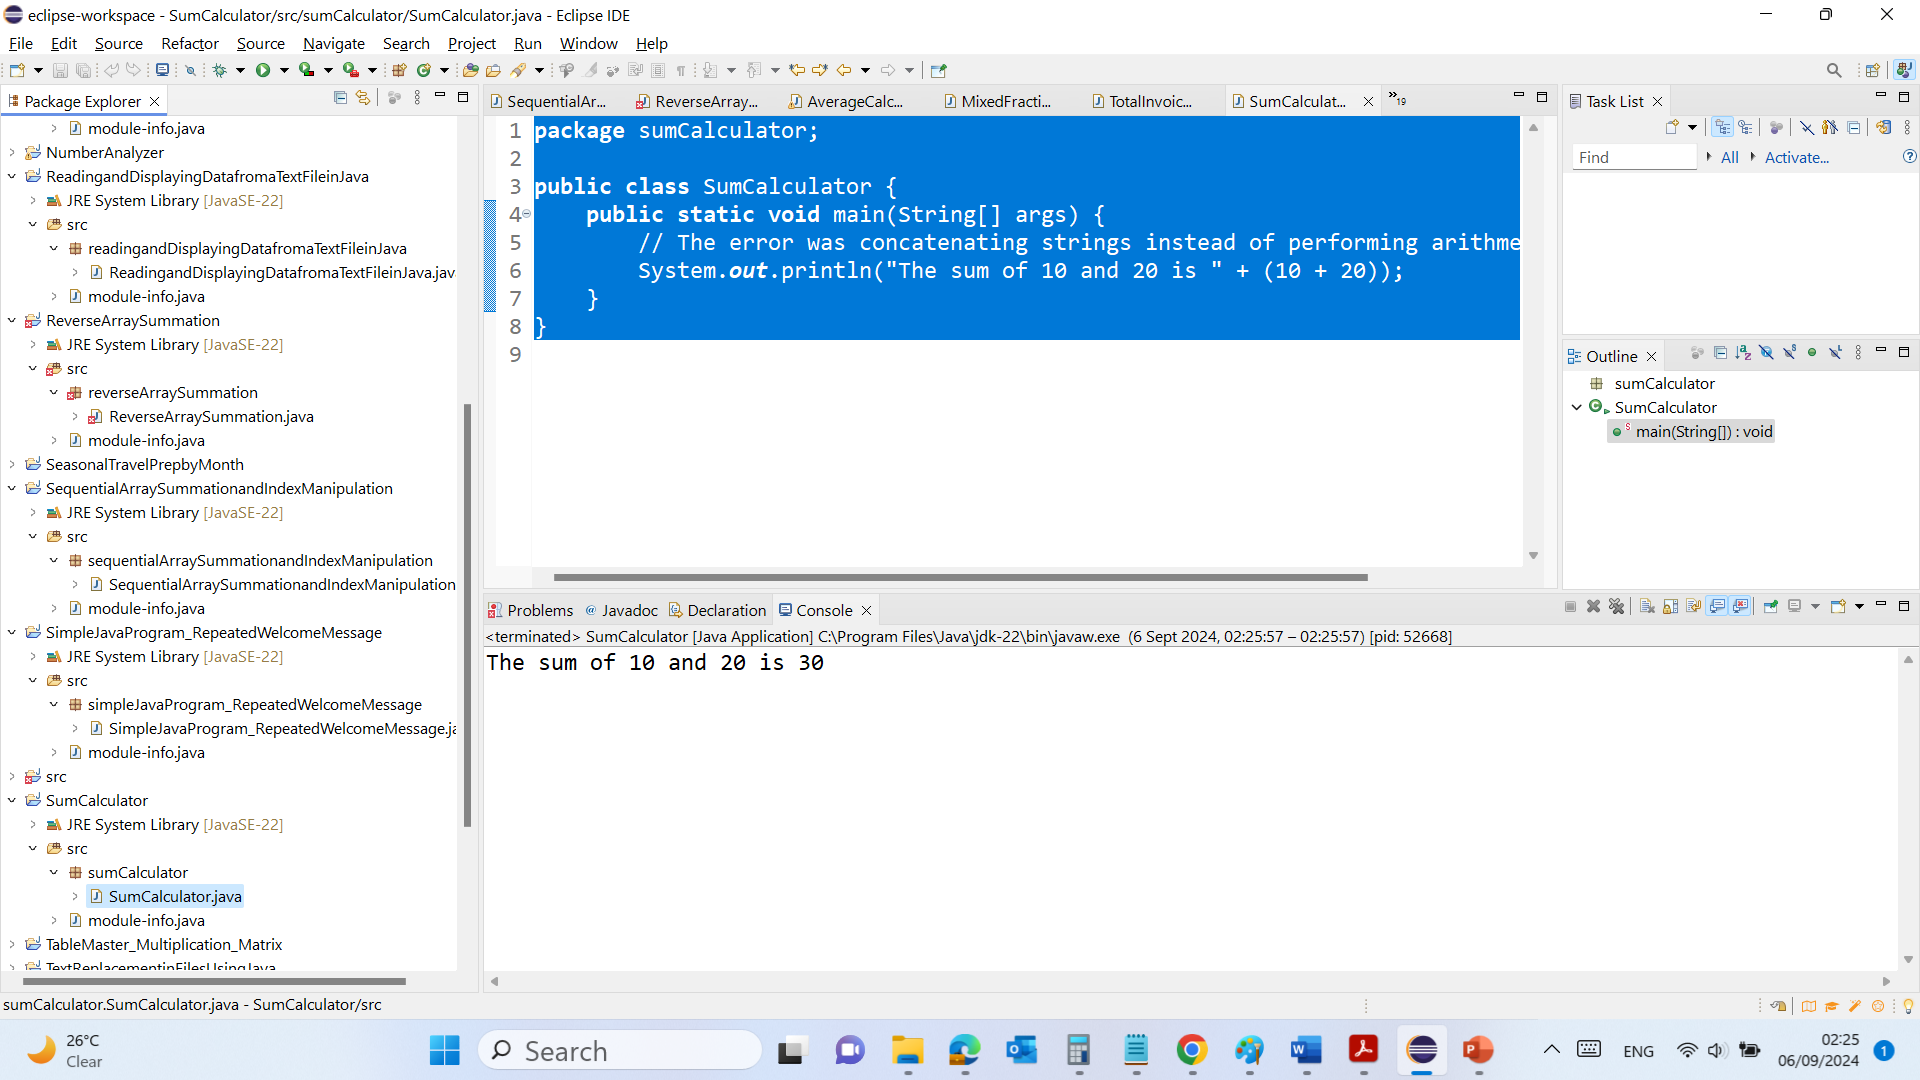 eclipse-workspace - SumCalculator/src/sumCalculator/SumCalculator.java - Eclipse IDE
File Edit Source Refactor Source Navigate Search Project Run Window Help
Package Explorer
module-info.java
NumberAnalyzer
ReadingandDisplayingDatafromaTextFileinJava
JRE System Library [JavaSE-22]
src
readingandDisplayingDatafromaTextFileinJava
ReadingandDisplayingDatafromaTextFileinJava.jav
module-info.java
ReverseArraySummation
JRE System Library [JavaSE-22]
src
reverseArraySummation
ReverseArraySummation.java
module-info.java
SeasonalTravelPrepbyMonth
SequentialArraySummationandIndexManipulation
JRE System Library [JavaSE-22]
src
sequentialArraySummationandIndexManipulation
SequentialArraySummationandIndexManipulation
module-info.java
SimpleJavaProgram_RepeatedWelcomeMessage
JRE System Library [JavaSE-22]
src
simpleJavaProgram_RepeatedWelcomeMessage
SimpleJavaProgram_RepeatedWelcomeMessage.ja
module-info.java
src
SumCalculator
JRE System Library [JavaSE-22]
src
sumCalculator
SumCalculator.java
module-info.java
TableMaster_Multiplication_Matrix
TextReplacementinFilesUsingJava
SequentialAr... ReverseArray... AverageCalc... MixedFracti... TotalInvoic... SumCalculat... »19
1 package sumCalculator;
2
3 public class SumCalculator {
4 public static void main(String[] args) {
5 // The error was concatenating strings instead of performing arithme
6 System.out.println("The sum of 10 and 20 is " + (10 + 20));
7 }
8 }
9
Task List
Find All Activate...
Outline
sumCalculator
SumCalculator
main(String[]) : void
Problems Javadoc Declaration Console
<terminated> SumCalculator [Java Application] C:\Program Files\Java\jdk-22\bin\javaw.exe (6 Sept 2024, 02:25:57 – 02:25:57) [pid: 52668]
The sum of 10 and 20 is 30
sumCalculator.SumCalculator.java - SumCalculator/src
26°C
Clear
Search
ENG
02:25
06/09/2024
1